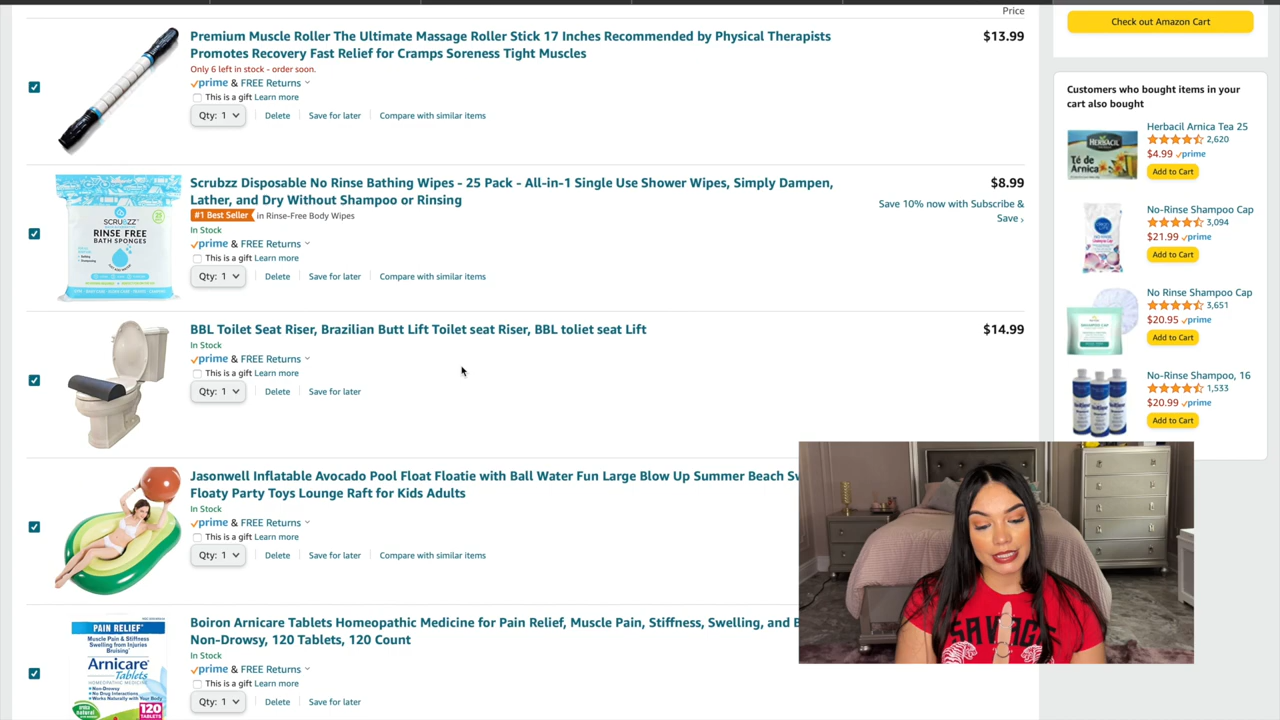 Price
Premium Muscle Roller The Ultimate Massage Roller Stick 17 Inches Recommended by Physical Therapists
Promotes Recovery Fast Relief for Cramps Soreness Tight Muscles
$13.99
Only 6 left in stock - order soon.
prime & FREE Returns
This is a gift Learn more
Qty: 1
Delete
Save for later
Compare with similar items
Scrubzz Disposable No Rinse Bathing Wipes - 25 Pack - All-in-1 Single Use Shower Wipes, Simply Dampen,
Lather, and Dry Without Shampoo or Rinsing
$8.99
Save 10% now with Subscribe &
Save
#1 Best Seller in Rinse-Free Body Wipes
In Stock
prime & FREE Returns
This is a gift Learn more
Qty: 1
Delete
Save for later
Compare with similar items
SCRUBZZ
RINSE FREE
BATH SPONGES
BBL Toilet Seat Riser, Brazilian Butt Lift Toilet seat Riser, BBL toliet seat Lift
$14.99
In Stock
prime & FREE Returns
This is a gift Learn more
Qty: 1
Delete
Save for later
Jasonwell Inflatable Avocado Pool Float Floatie with Ball Water Fun Large Blow Up Summer Beach Sw
Floaty Party Toys Lounge Raft for Kids Adults
In Stock
prime & FREE Returns
This is a gift Learn more
Qty: 1
Delete
Save for later
Compare with similar items
Boiron Arnicare Tablets Homeopathic Medicine for Pain Relief, Muscle Pain, Stiffness, Swelling, and B
Non-Drowsy, 120 Tablets, 120 Count
In Stock
prime & FREE Returns
This is a gift Learn more
Qty: 1
Delete
Save for later
PAIN RELIEF
Muscle Pain & Stiffness
Swelling from Injuries
Bruising
Arnicare
Tablets
HOMEOPATHIC MEDICINE
Non-Drowsy
No Drug Interactions
Works Naturally with Your Body
120
TABLETS
Check out Amazon Cart
Customers who bought items in your
cart also bought
Herbacil Arnica Tea 25
2,620
$4.99 prime
Add to Cart
HERBACIL
Té de
Árnica
No-Rinse Shampoo Cap
3,094
$21.99 prime
Add to Cart
No Rinse Shampoo Cap
3,651
$20.95 prime
Add to Cart
No-Rinse Shampoo, 16
1,533
$20.99 prime
Add to Cart
SAVAGE